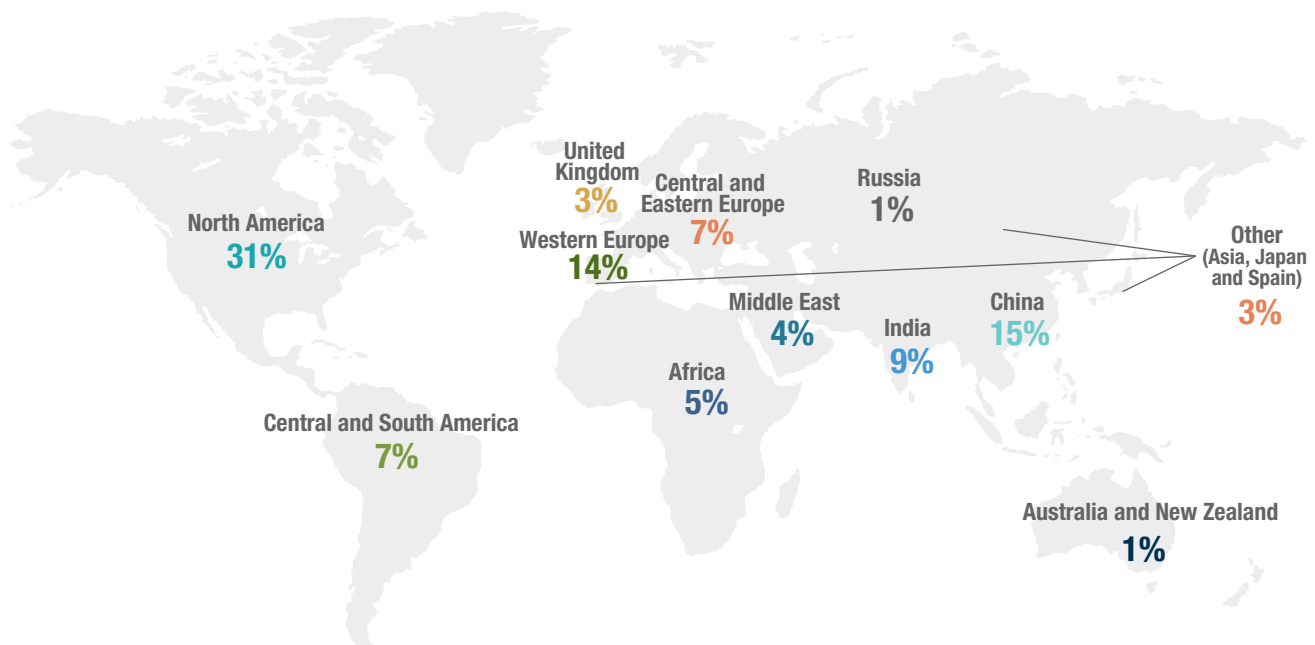 United
Kingdom
3%
Central and
Eastern Europe
7%
Russia
1%
North America
31%
Western Europe
14%
Other
(Asia, Japan
and Spain)
3%
Middle East
4%
India
9%
China
15%
Africa
5%
Central and South America
7%
Australia and New Zealand
1%